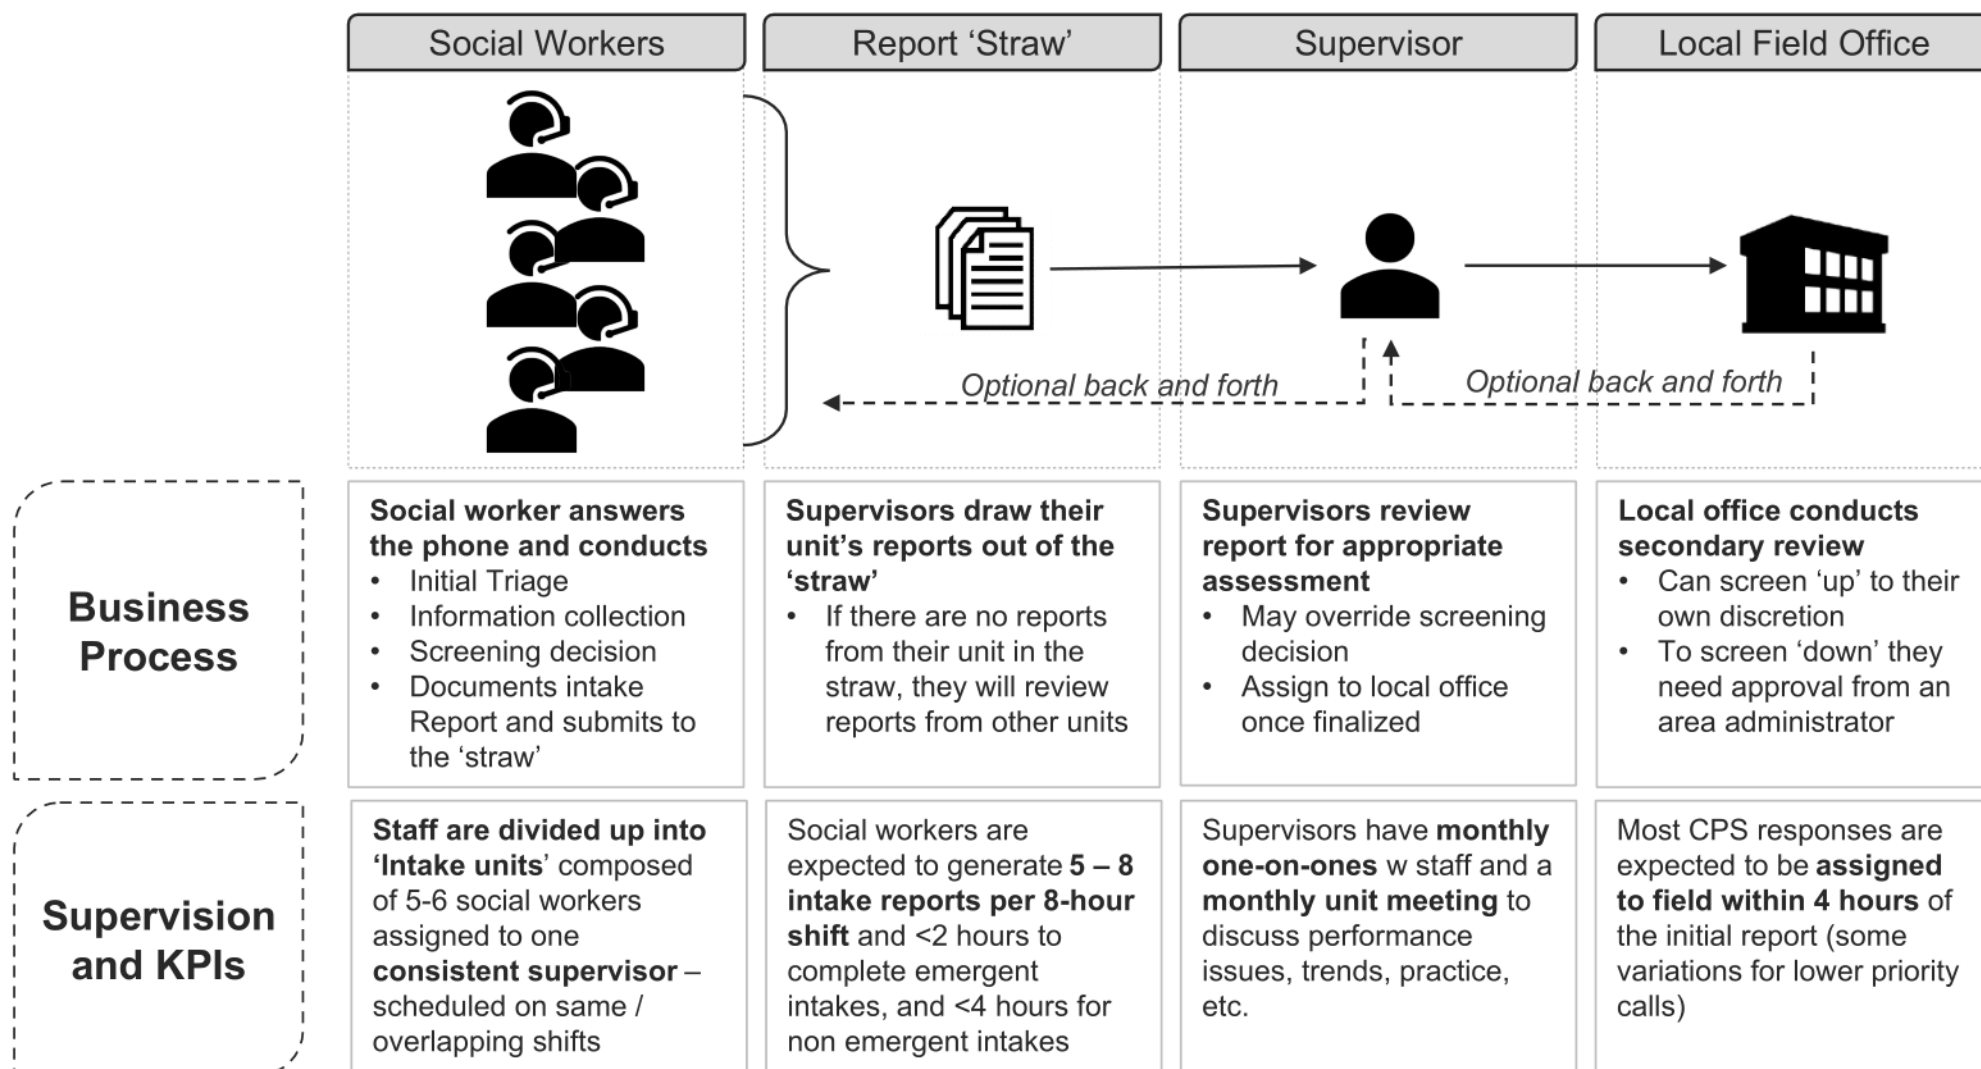 Social Workers
Report ‘Straw’
Supervisor
Local Field Office
Optional back and forth
Optional back and forth
Business
Process
Social worker answers
the phone and conducts
• Initial Triage
• Information collection
• Screening decision
• Documents intake
Report and submits to
the ‘straw’
Supervisors draw their
unit’s reports out of the
‘straw’
• If there are no reports
from their unit in the
straw, they will review
reports from other units
Supervisors review
report for appropriate
assessment
• May override screening
decision
• Assign to local office
once finalized
Local office conducts
secondary review
• Can screen ‘up’ to their
own discretion
• To screen ‘down’ they
need approval from an
area administrator
Supervision
and KPIs
Staff are divided up into
‘Intake units’ composed
of 5-6 social workers
assigned to one
consistent supervisor –
scheduled on same /
overlapping shifts
Social workers are
expected to generate 5 – 8
intake reports per 8-hour
shift and <2 hours to
complete emergent
intakes, and <4 hours for
non emergent intakes
Supervisors have monthly
one-on-ones w staff and a
monthly unit meeting to
discuss performance
issues, trends, practice,
etc.
Most CPS responses are
expected to be assigned
to field within 4 hours of
the initial report (some
variations for lower priority
calls)